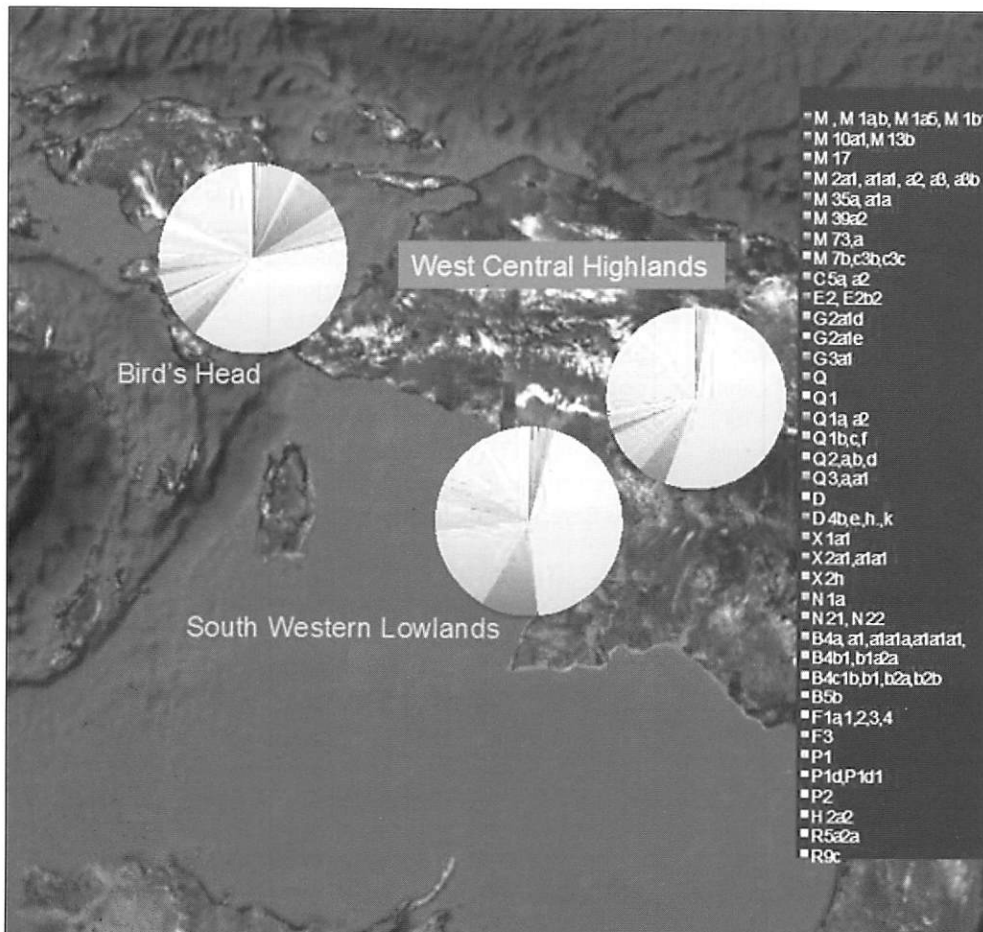 West Central Highlands
Bird's Head
South Western Lowlands
M , M 1a,b, M 1a5, M 1b1
M 10a1,M 13b
M 17
M 2a1, a1a1, a2, a3, a3b
M 35a, a1a
M 39a2
M 73,a
M 7b,c3b,c3c
C5a, a2
E2, E2b2
G2a1d
G2a1e
G3a1
Q
Q1
Q1a, a2
Q1b,c,f
Q2,a,b,d
Q3,a,a1
D
D4b,e,h.,k
X1a1
X2a1,a1a1
X2h
N1a
N21, N22
B4a, a1,a1a1a,a1a1a1,
B4b1,b1a2a
B4c1b,b1,b2a,b2b
B5b
F1a,1,2,3,4
F3
P1
P1d,P1d1
P2
H2a2
R5a2a
R9c